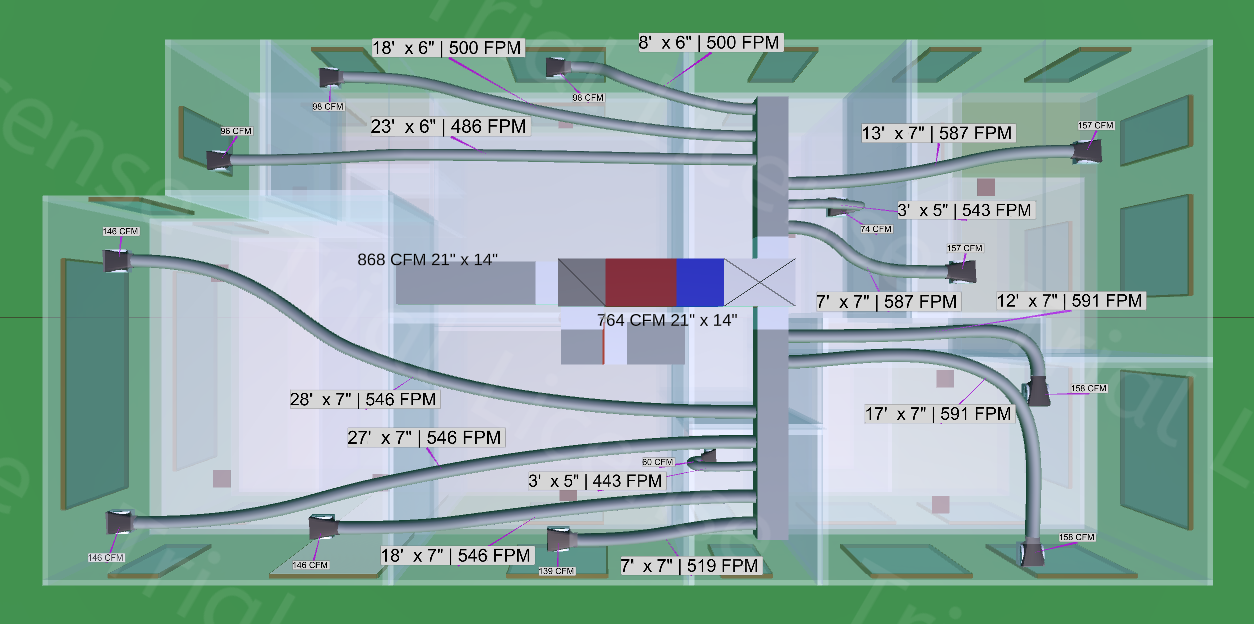 18' x 6" | 500 FPM
8' x 6" | 500 FPM
98 CFM
98 CFM
23' x 6" | 486 FPM
96 CFM
13' x 7" | 587 FPM
157 CFM
3' x 5" | 543 FPM
74 CFM
146 CFM
157 CFM
868 CFM 21" x 14"
7' x 7" | 587 FPM
12' x 7" | 591 FPM
764 CFM 21" x 14"
158 CFM
28' x 7" | 546 FPM
17' x 7" | 591 FPM
27' x 7" | 546 FPM
60 CFM
3' x 5" | 443 FPM
158 CFM
146 CFM
18' x 7" | 546 FPM
146 CFM
139 CFM
7' x 7" | 519 FPM